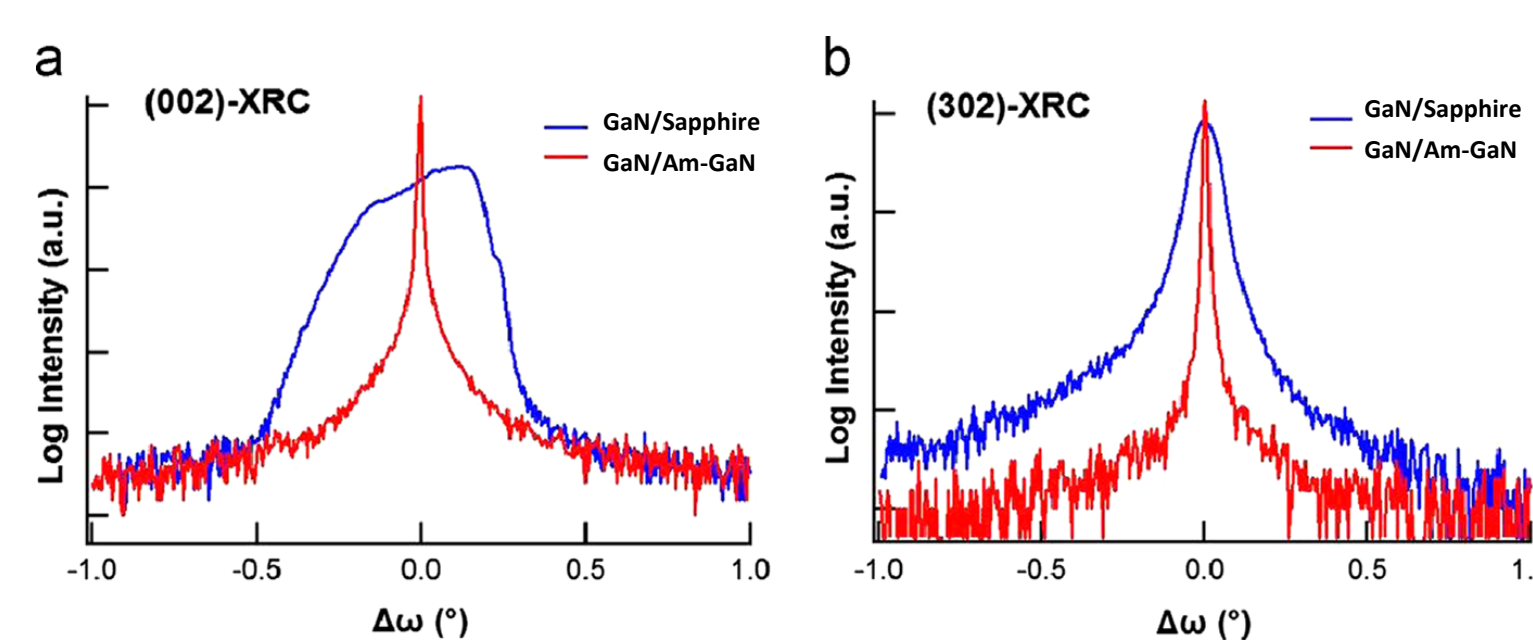 a
(002)-XRC
GaN/Sapphire
GaN/Am-GaN
Log Intensity (a.u.)
-1.0 -0.5 0.0 0.5 1.0
Δω (°)
b
(302)-XRC
GaN/Sapphire
GaN/Am-GaN
Log Intensity (a.u.)
-1.0 -0.5 0.0 0.5 1.
Δω (°)